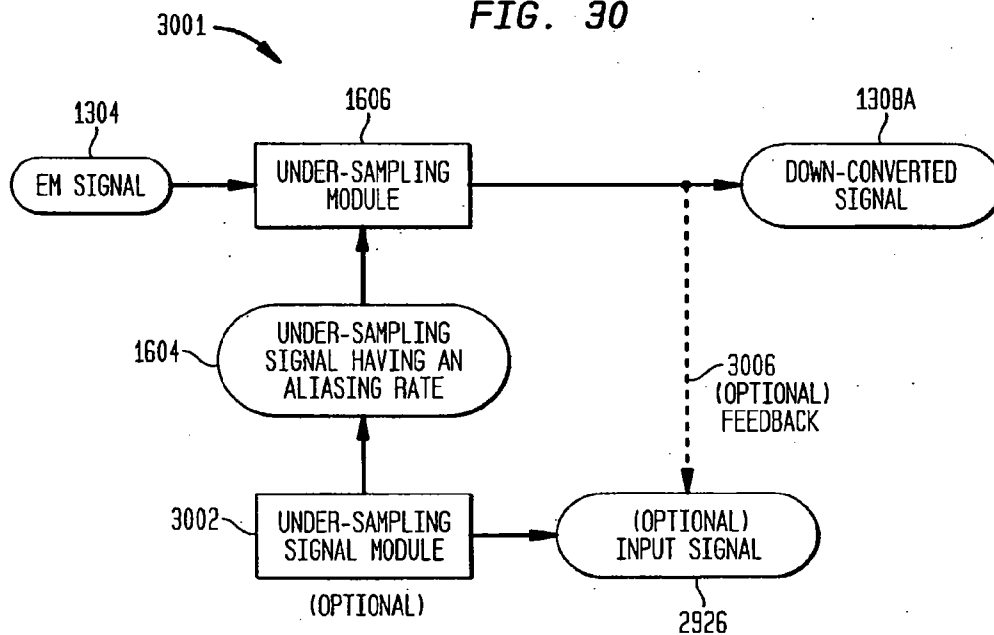 FIG. 30
3001
1304
1606
1308A
EM SIGNAL
UNDER-SAMPLING
MODULE
DOWN-CONVERTED
SIGNAL
1604
UNDER-SAMPLING
SIGNAL HAVING AN
ALIASING RATE
3006
(OPTIONAL)
FEEDBACK
3002
UNDER-SAMPLING
SIGNAL MODULE
(OPTIONAL)
(OPTIONAL)
INPUT SIGNAL
2926